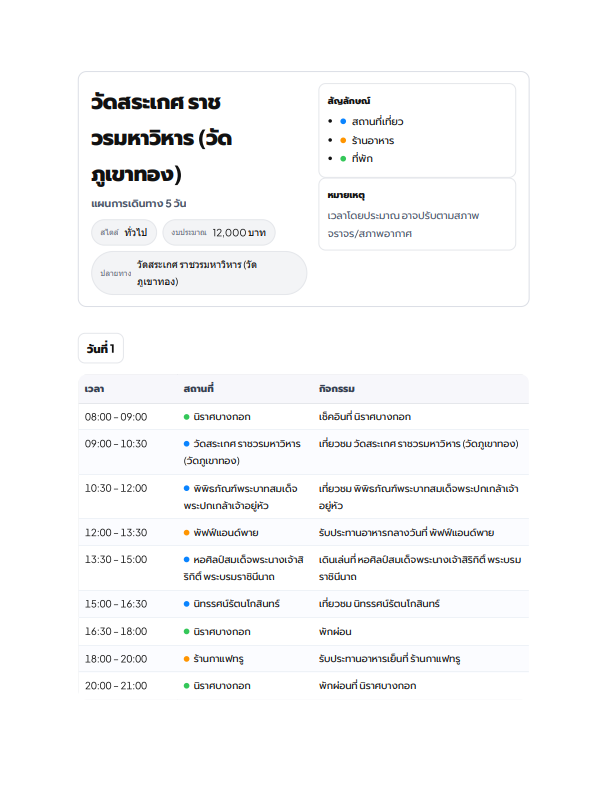 วัดสระเกศ ราช
วรมหาวิหาร (วัด
ภูเขาทอง)
แผนการเดินทาง 5 วัน
สไตล์ ทั่วไป
งบประมาณ 12,000 บาท
ปลายทาง วัดสระเกศ ราชวรมหาวิหาร (วัด
ภูเขาทอง)
สัญลักษณ์
สถานที่เที่ยว
ร้านอาหาร
ที่พัก
หมายเหตุ
เวลาโดยประมาณ อาจปรับตามสภาพ
จราจร/สภาพอากาศ
วันที่ 1
เวลา สถานที่ กิจกรรม
08:00 – 09:00 นิราศบางกอก เช็คอินที่ นิราศบางกอก
09:00 – 10:30 วัดสระเกศ ราชวรมหาวิหาร เที่ยวชม วัดสระเกศ ราชวรมหาวิหาร (วัดภูเขาทอง)
(วัดภูเขาทอง)
10:30 – 12:00 พิพิธภัณฑ์พระบาทสมเด็จ เที่ยวชม พิพิธภัณฑ์พระบาทสมเด็จพระปกเกล้าเจ้า
พระปกเกล้าเจ้าอยู่หัว อยู่หัว
12:00 – 13:30 พัฟฟ์แอนด์พาย รับประทานอาหารกลางวันที่ พัฟฟ์แอนด์พาย
13:30 – 15:00 หอศิลป์สมเด็จพระนางเจ้าสิ เดินเล่นที่ หอศิลป์สมเด็จพระนางเจ้าสิริกิติ์ พระบรม
ริกิติ์ พระบรมราชินีนาถ ราชินีนาถ
15:00 – 16:30 นิทรรศน์รัตนโกสินทร์ เที่ยวชม นิทรรศน์รัตนโกสินทร์
16:30 – 18:00 นิราศบางกอก พักผ่อน
18:00 – 20:00 ร้านกาแฟทรู รับประทานอาหารเย็นที่ ร้านกาแฟทรู
20:00 – 21:00 นิราศบางกอก พักผ่อนที่ นิราศบางกอก